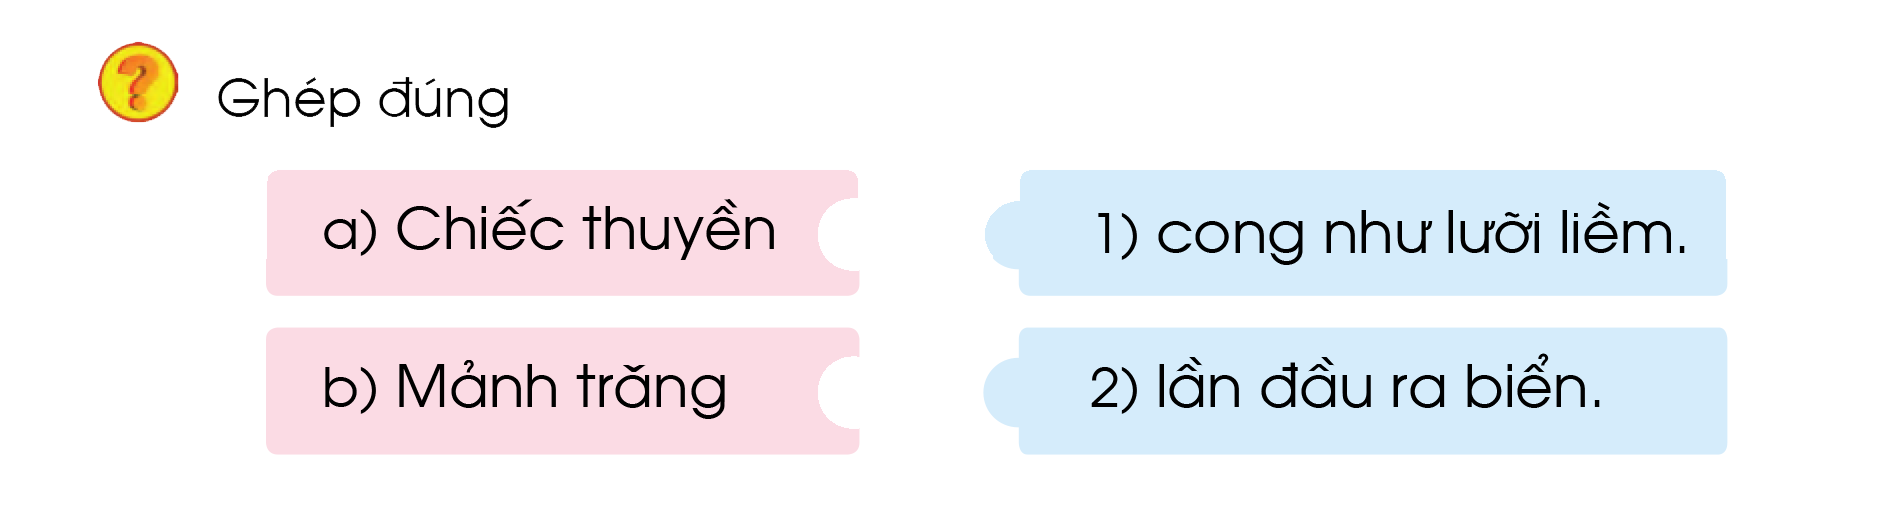 ?
Ghép đúng
a) Chiếc thuyền
1) cong như lưỡi liềm.
b) Mảnh trăng
2) lần đầu ra biển.